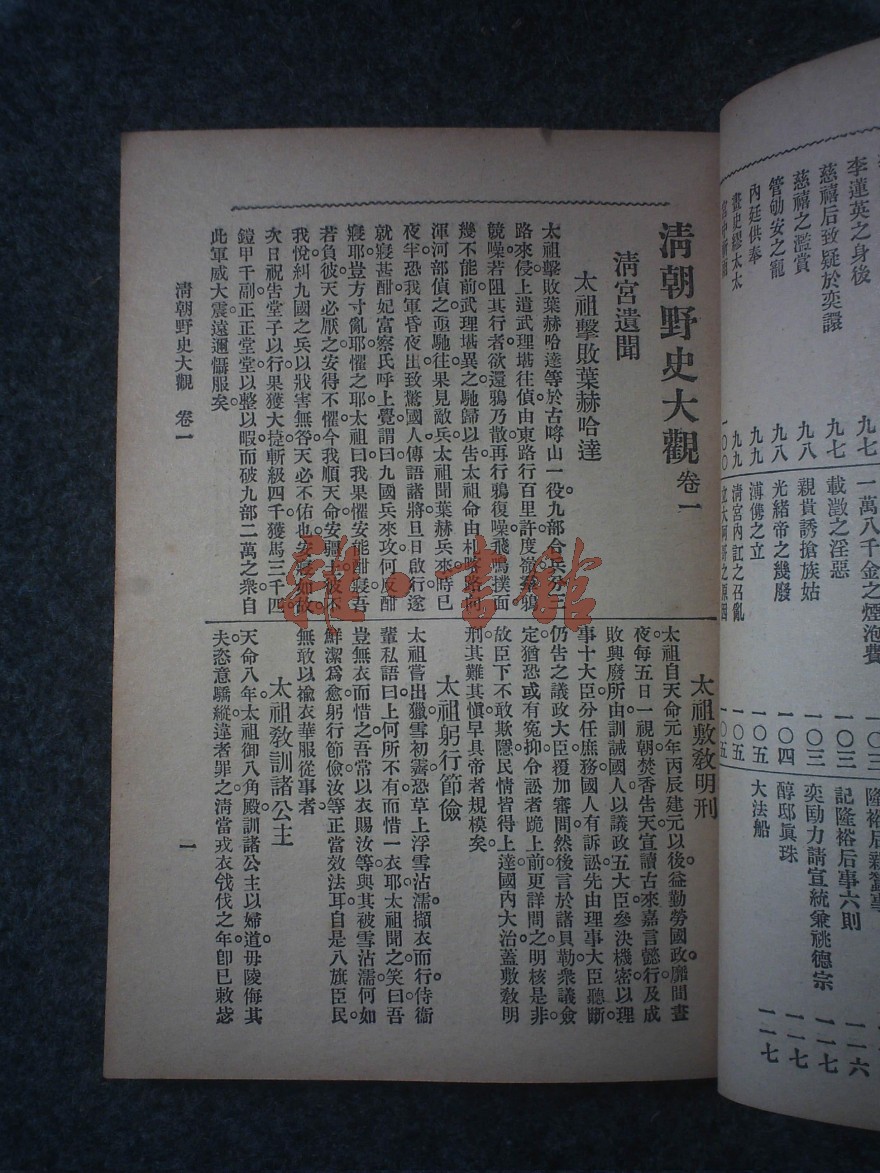 李蓮英之身後
九七
慈禧后致疑於奕譞
九七
慈禧之濫賞
九八
管劬安之寵
九八
內廷供奉
九九
畫史繆太太
九九
一〇〇
一萬八千金之煙泡費
一〇三
載澂之淫惡
一〇三
親貴誘搶族姑
一〇三
光緒帝之幾廢
一〇四
溥儁之立
一〇五
淸宮內訌之召亂
一〇五
一〇五
記隆裕后事六則
一一六
奕劻力請宣統兼祧德宗
一一七
醇邸眞珠
一一七
大法船
一一七
淸朝野史大觀 卷一
淸宮遺聞
太祖擊敗葉赫哈達
太祖擊敗葉赫哈達等於古哷山一役。九部合兵分三
路來侵。上遣武理堪往偵。由東路行百里許。度嶺。羣鴉
競噪。若阻其行者。欲還。鴉乃散。再行。鴉復噪。飛鳴撲面。
幾不能前。武理堪異之。馳歸以告。太祖命由札喀路向
渾河部偵之。亟馳往。果見敵兵。太祖聞葉赫兵來。時已
夜半。恐我軍昏夜出。致驚國人。傳語諸將。旦日啟行。遂
就寢甚酣。妃富察氏呼上覺。謂曰。九國兵來攻。何反酣
寢耶。豈方寸亂耶。懼之耶。太祖曰。我果懼。安能酣寢。吾
若負彼。天必厭之。安得不懼。今我順天命。安疆土。彼不
我悅。糾九國之兵。以戕害無咎。天必不佑也。安寢如故。
次日祝告堂子以行。果獲大捷。斬級四千。獲馬三千四
鎧甲千副。正正堂堂。以整以暇。而破九部二萬之衆。自
此軍威大震。遠邇懾服矣。
太祖敷敎明刑
太祖自天命元年丙辰建元以後。益勤勞國政。靡間晝
夜。每五日一視朝。焚香告天。宣讀古來嘉言懿行。及成
敗興廢所由。訓誡國人。以議政五大臣參決機密。以理
事十大臣分任庶務。國人有訴訟。先由理事大臣聽斷。
仍告之議政大臣。覆加審問。然後言於諸貝勒。衆議僉
定。猶恐或有冤抑。令訟者跪上前。更詳問之。明核是非。
故臣下不敢欺隱。民情皆得上達。國內大治。蓋敷敎明
刑。其難其愼。早具帝者規模矣。
太祖躬行節儉
太祖嘗出獵。雪初霽。恐草上浮雪沾濡。擷衣而行。侍衞
輩私語曰。上何所不有。而惜一衣耶。太祖聞之。笑曰。吾
豈無衣而惜之。吾常以衣賜汝等。與其被雪沾濡。何如
鮮潔爲愈。躬行節儉。汝等正當效法耳。自是八旗臣民。
無敢以褕衣華服從事者。
太祖敎訓諸公主
天命八年。太祖御八角殿。訓諸公主以婦道。毋陵侮其
夫。恣意驕縱。違者罪之。淸當戎衣伐之年。卽已敕毖
淸朝野史大觀 卷一
一
雜·書館